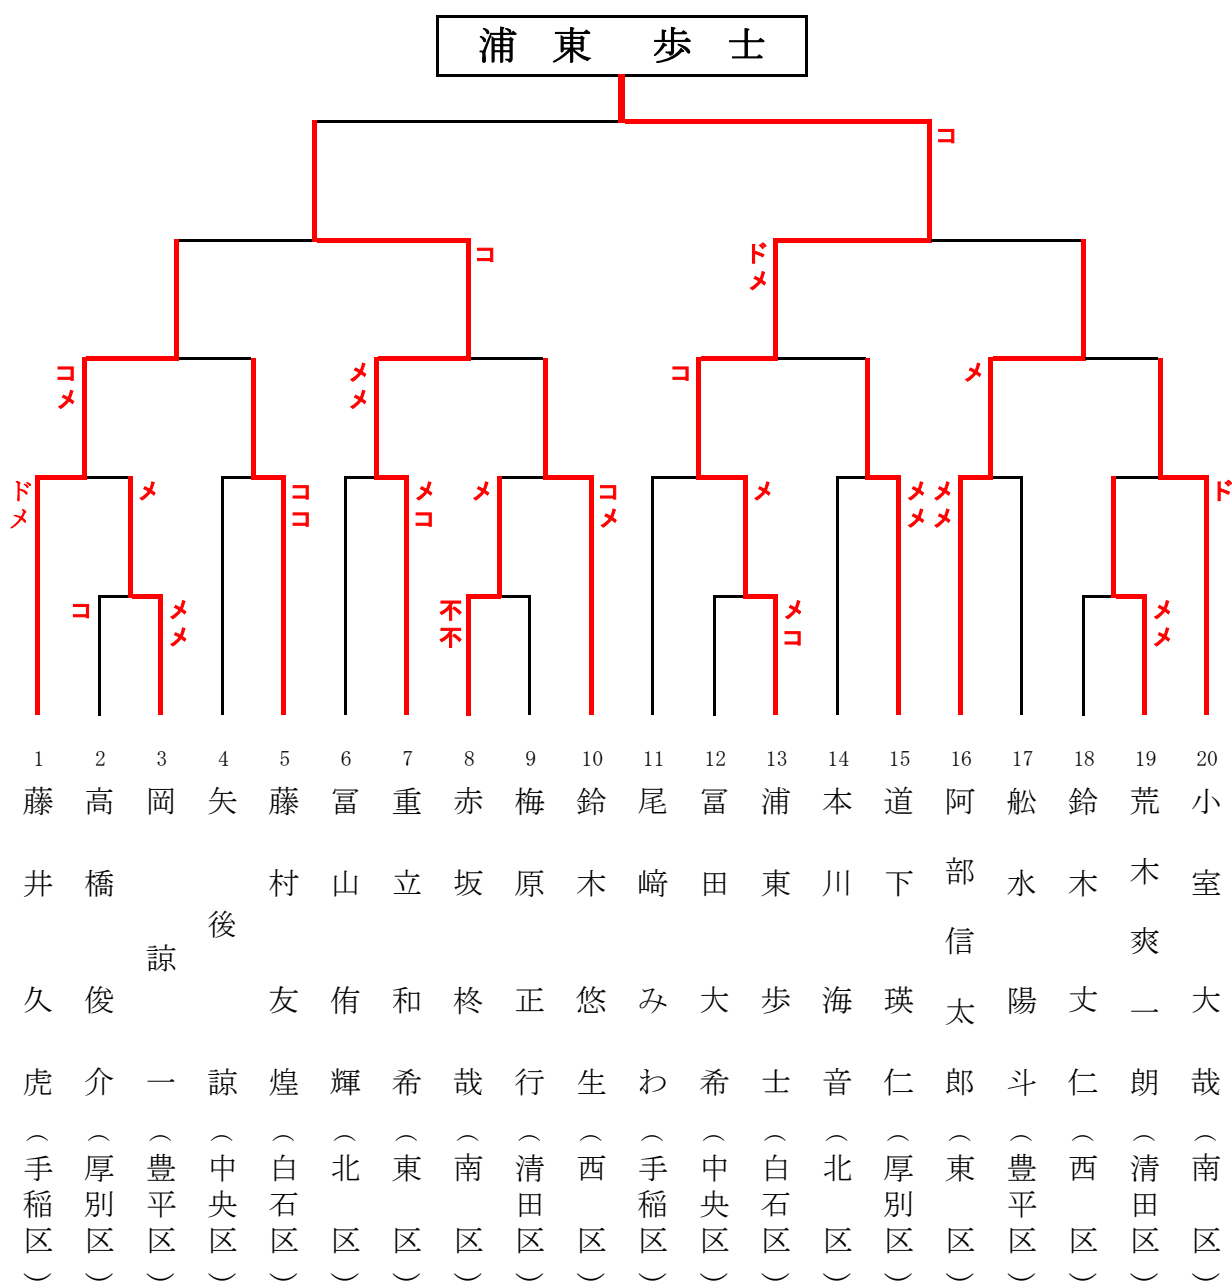 浦東 歩士
コ
コ
ド
メ
コ
メ
メ
メ
コ
メ
ド
メ
メ
コ
コ
メ
コ
メ
コ
メ
メ
メ
メ
メ
メ
ド
コ
メ
メ
不
不
メ
コ
メ
メ
1 藤井久虎（手稲区）
2 高橋俊介（厚別区）
3 岡諒一（豊平区）
4 矢後諒（中央区）
5 藤村友煌（白石区）
6 冨山侑輝（北区）
7 重立和希（東区）
8 赤坂柊哉（南区）
9 梅原正行（清田区）
10 鈴木悠生（西区）
11 尾﨑みわ（手稲区）
12 冨田大希（中央区）
13 浦東歩士（白石区）
14 本川海音（北区）
15 道下瑛仁（厚別区）
16 阿部信太郎（東区）
17 舩水陽斗（豊平区）
18 鈴木丈仁（西区）
19 荒木爽一朗（清田区）
20 小室大哉（南区）